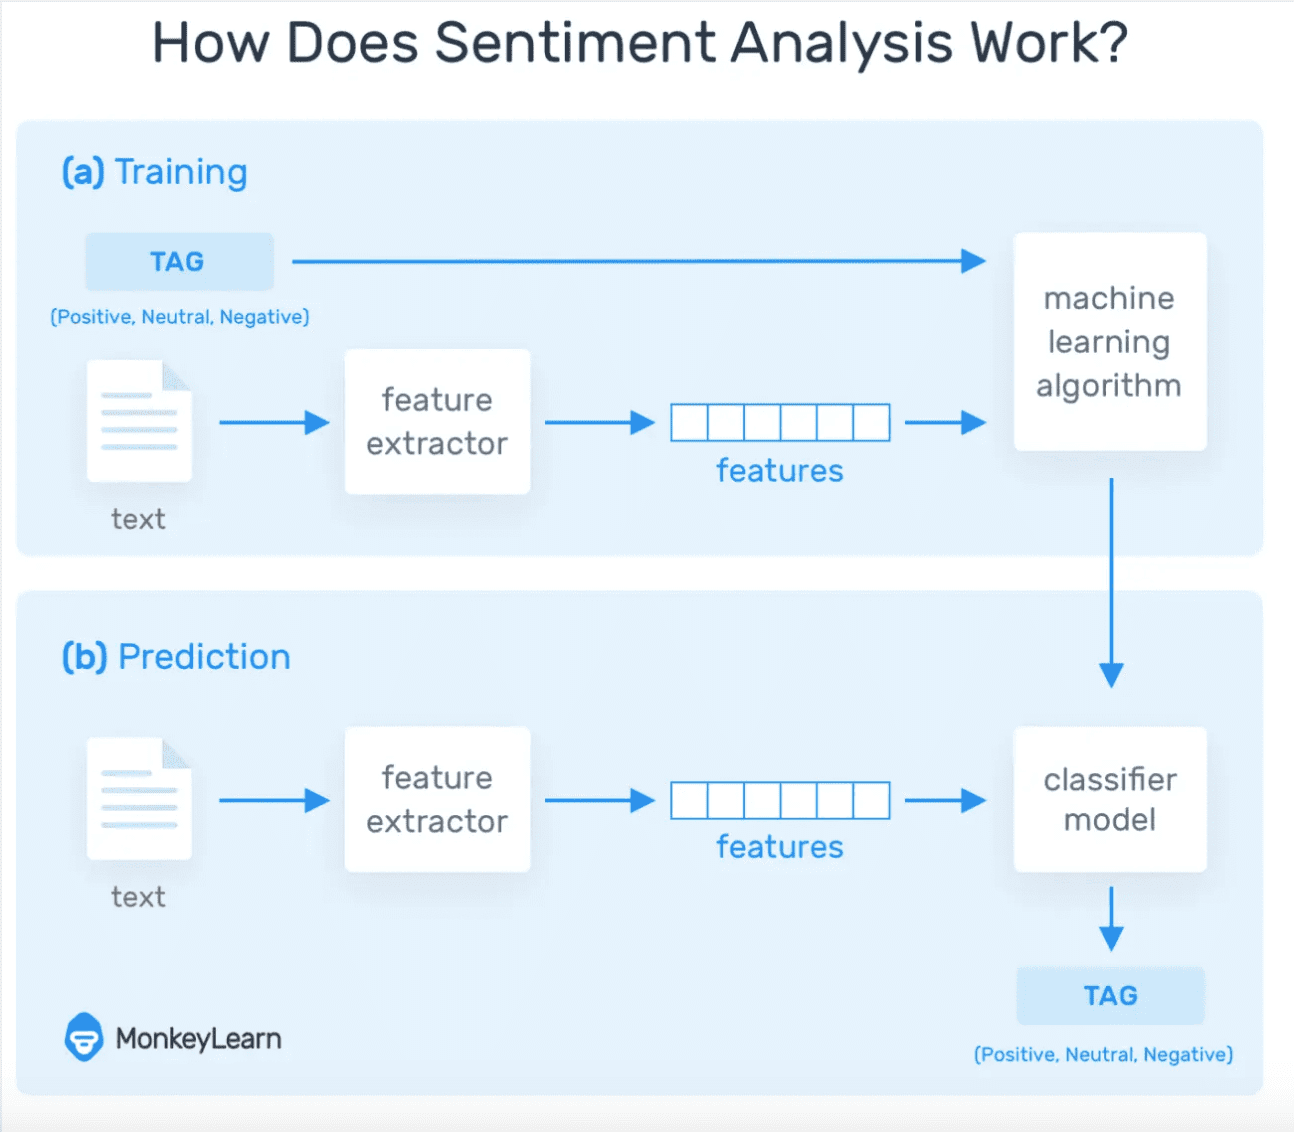 How Does Sentiment Analysis Work?
(a) Training
TAG
(Positive, Neutral, Negative)
text
feature
extractor
features
machine
learning
algorithm
(b) Prediction
text
feature
extractor
features
classifier
model
TAG
(Positive, Neutral, Negative)
MonkeyLearn